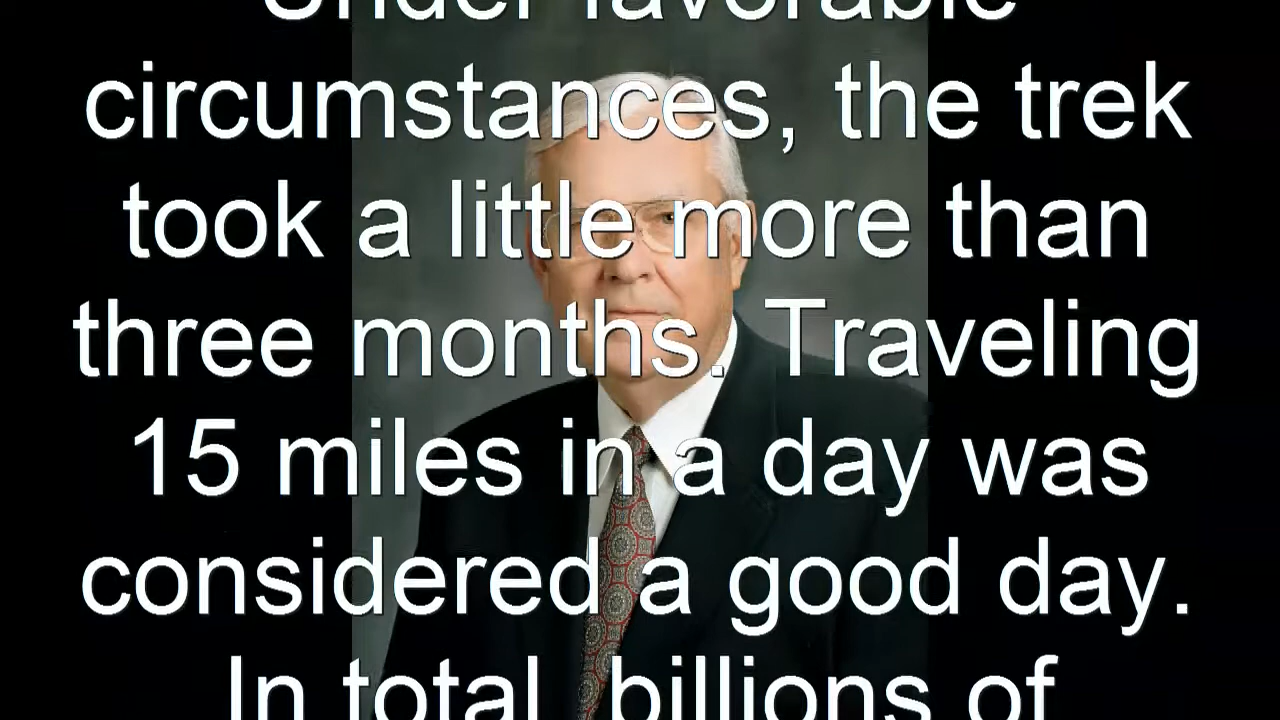 Under favorable
circumstances, the trek
took a little more than
three months. Traveling
15 miles in a day was
considered a good day.
In total, billions of